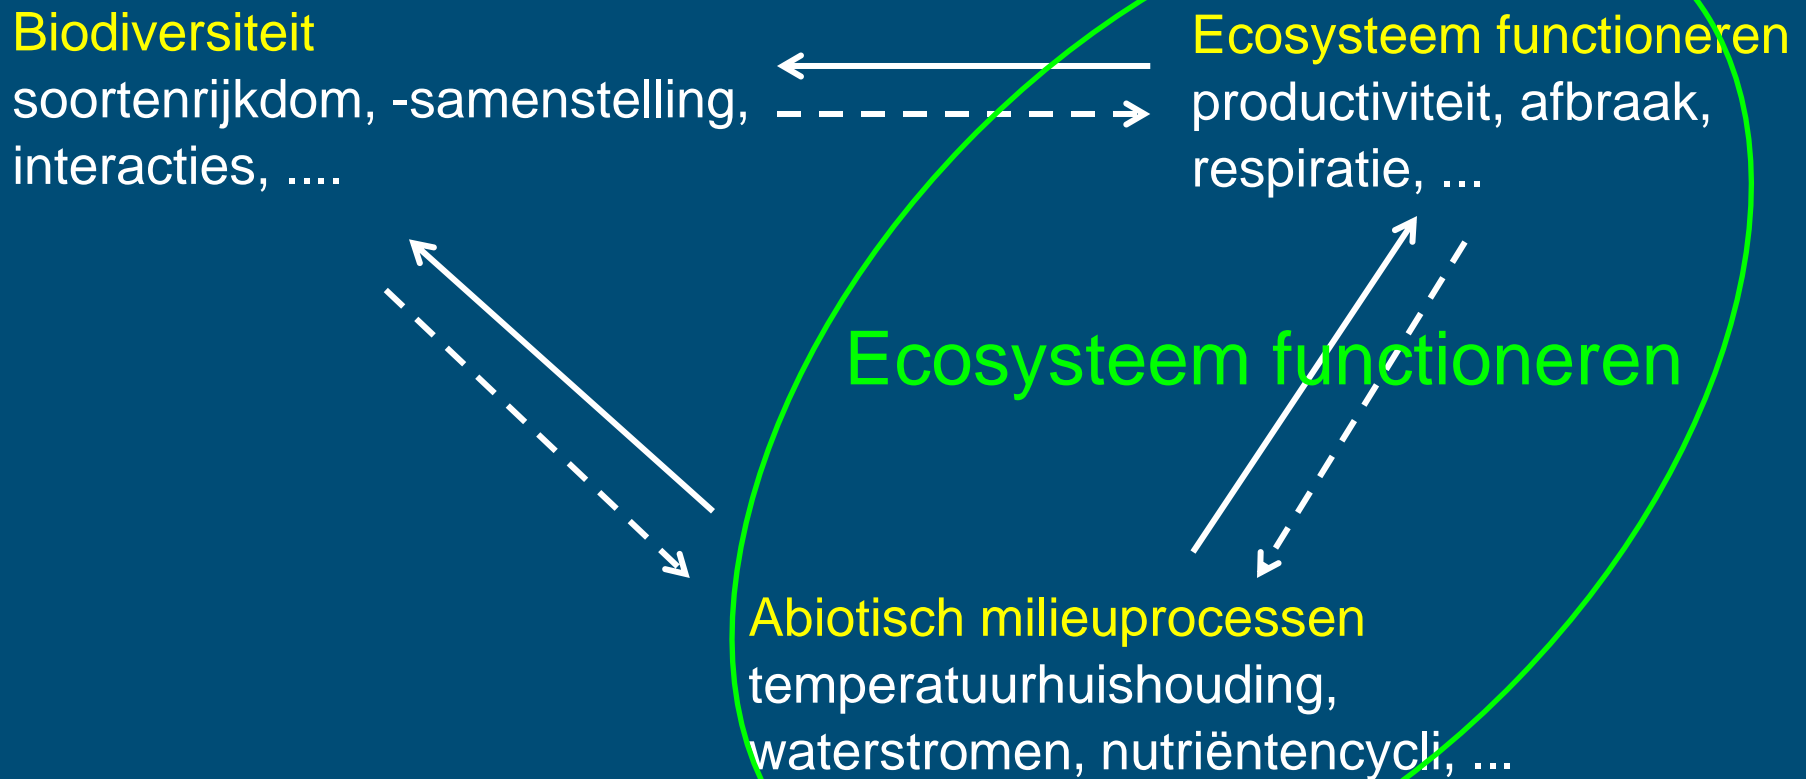 Biodiversiteit
soortenrijkdom, -samenstelling,
interacties, ....
Ecosysteem functioneren
productiviteit, afbraak,
respiratie, ...
Ecosysteem functioneren
Abiotisch milieuprocessen
temperatuurhuishouding,
waterstromen, nutriëntencycli, ...